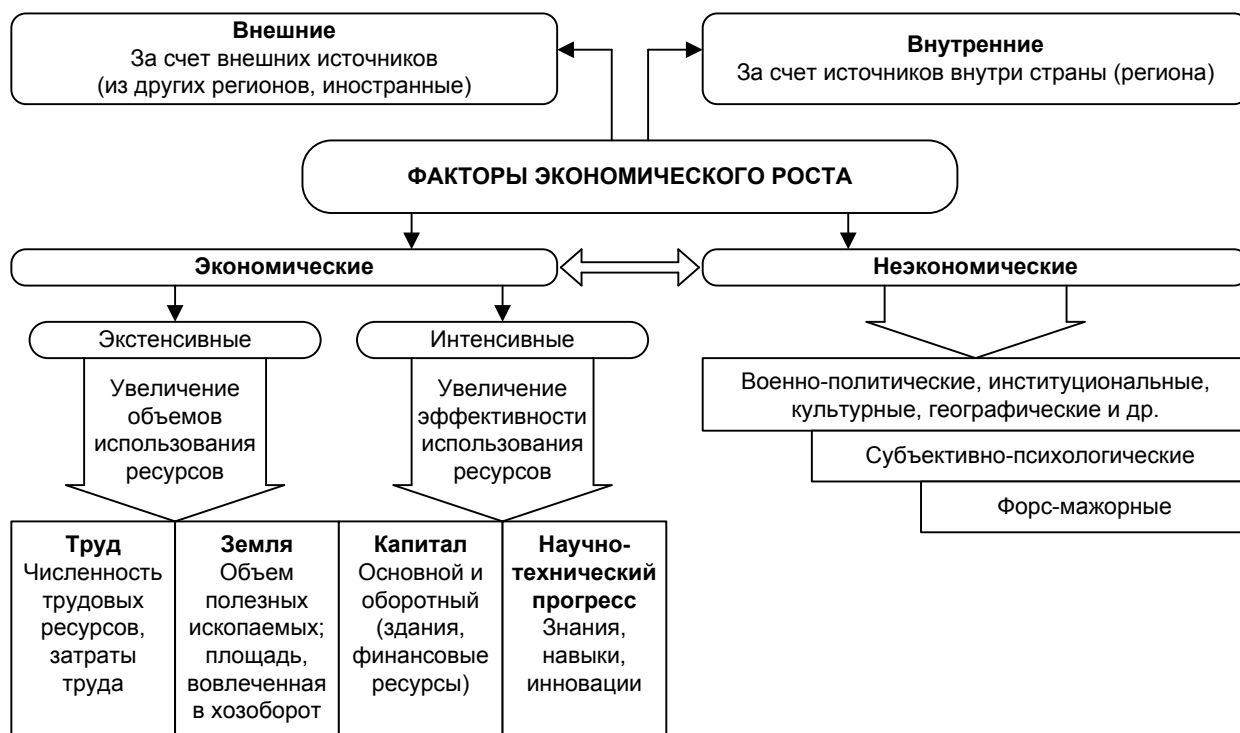 Внешние
За счет внешних источников
(из других регионов, иностранные)
Внутренние
За счет источников внутри страны (региона)
ФАКТОРЫ ЭКОНОМИЧЕСКОГО РОСТА
Экономические
Неэкономические
Экстенсивные
Интенсивные
Увеличение
объемов
использования
ресурсов
Увеличение
эффективности
использования
ресурсов
Военно-политические, институциональные,
культурные, географические и др.
Субъективно-психологические
Форс-мажорные
Труд
Численность
трудовых
ресурсов,
затраты
труда
Земля
Объем
полезных
ископаемых;
площадь,
вовлеченная
в хозоборот
Капитал
Основной и
оборотный
(здания,
финансовые
ресурсы)
Научно-
технический
прогресс
Знания,
навыки,
инновации